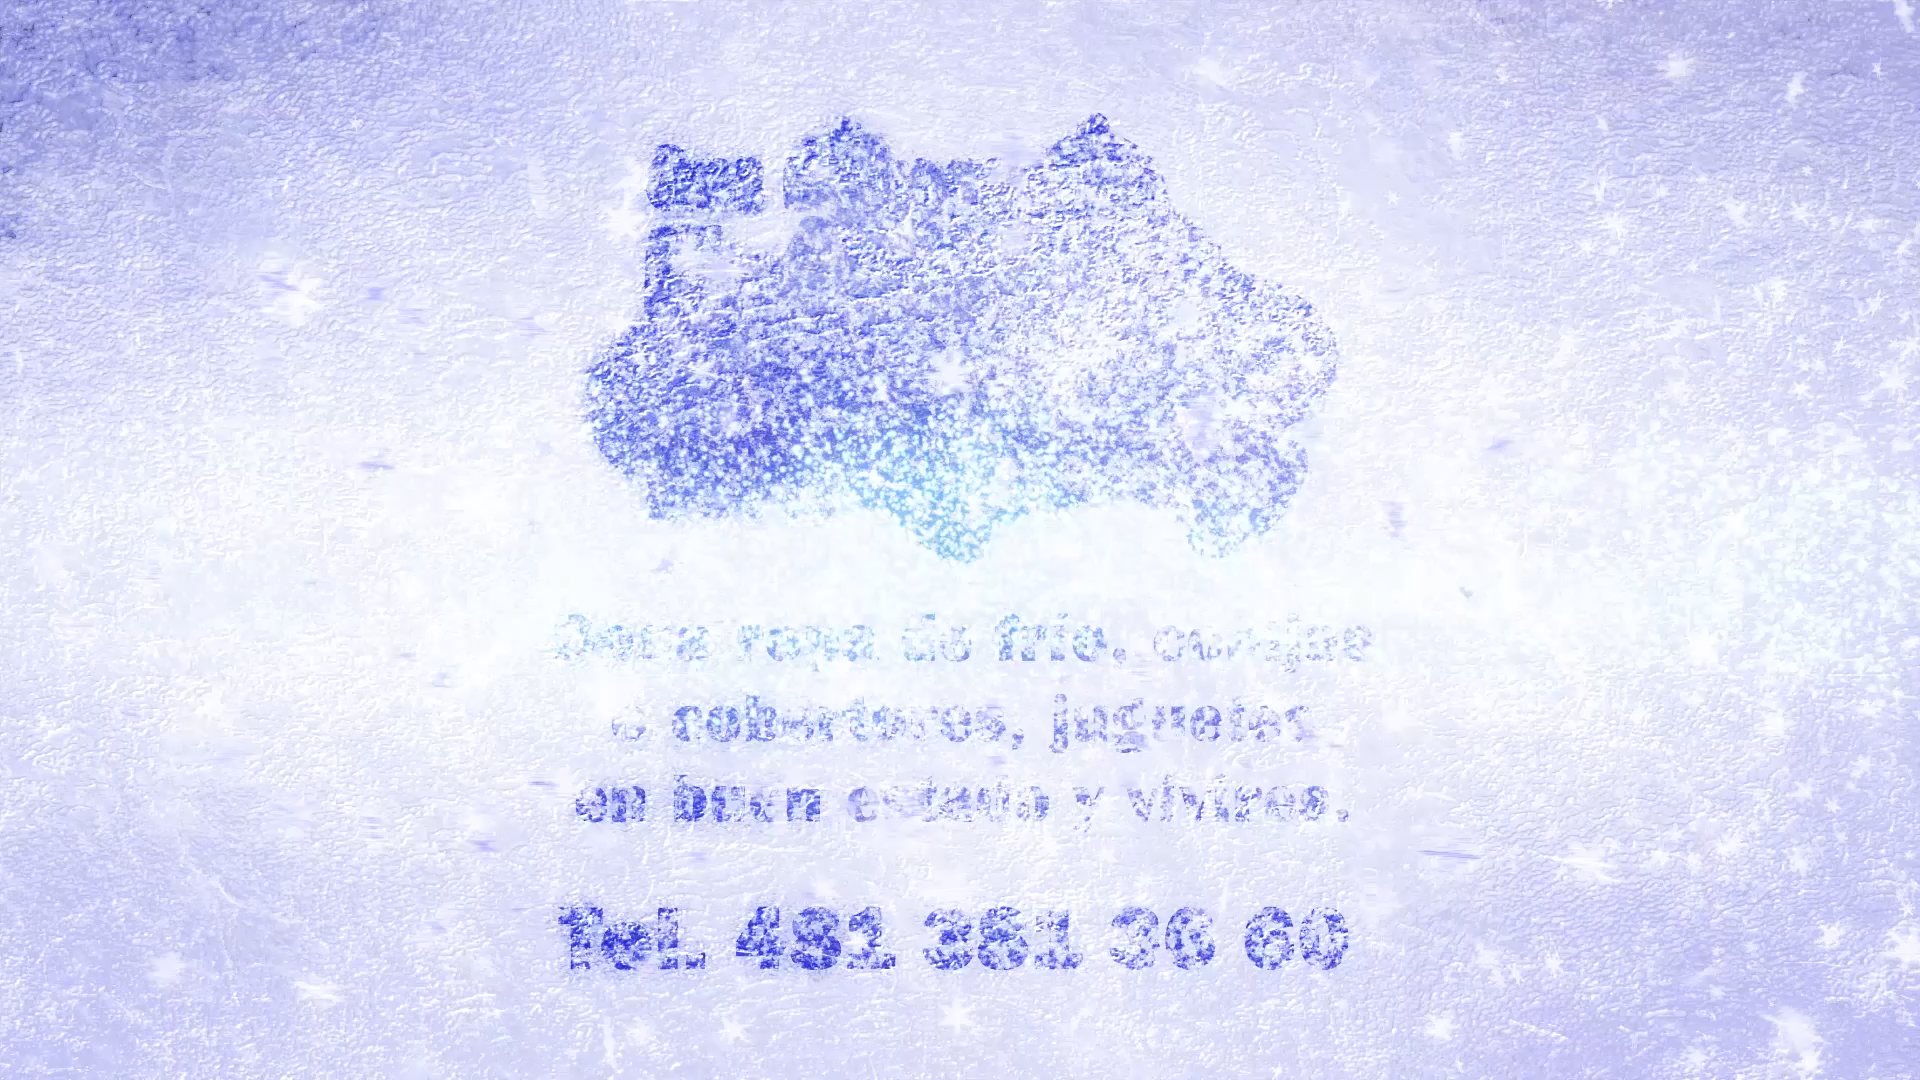 Dona ropa de frío, cobijas
o cobertores, juguetes
en buen estado y víveres.
Tel. 481 381 36 60